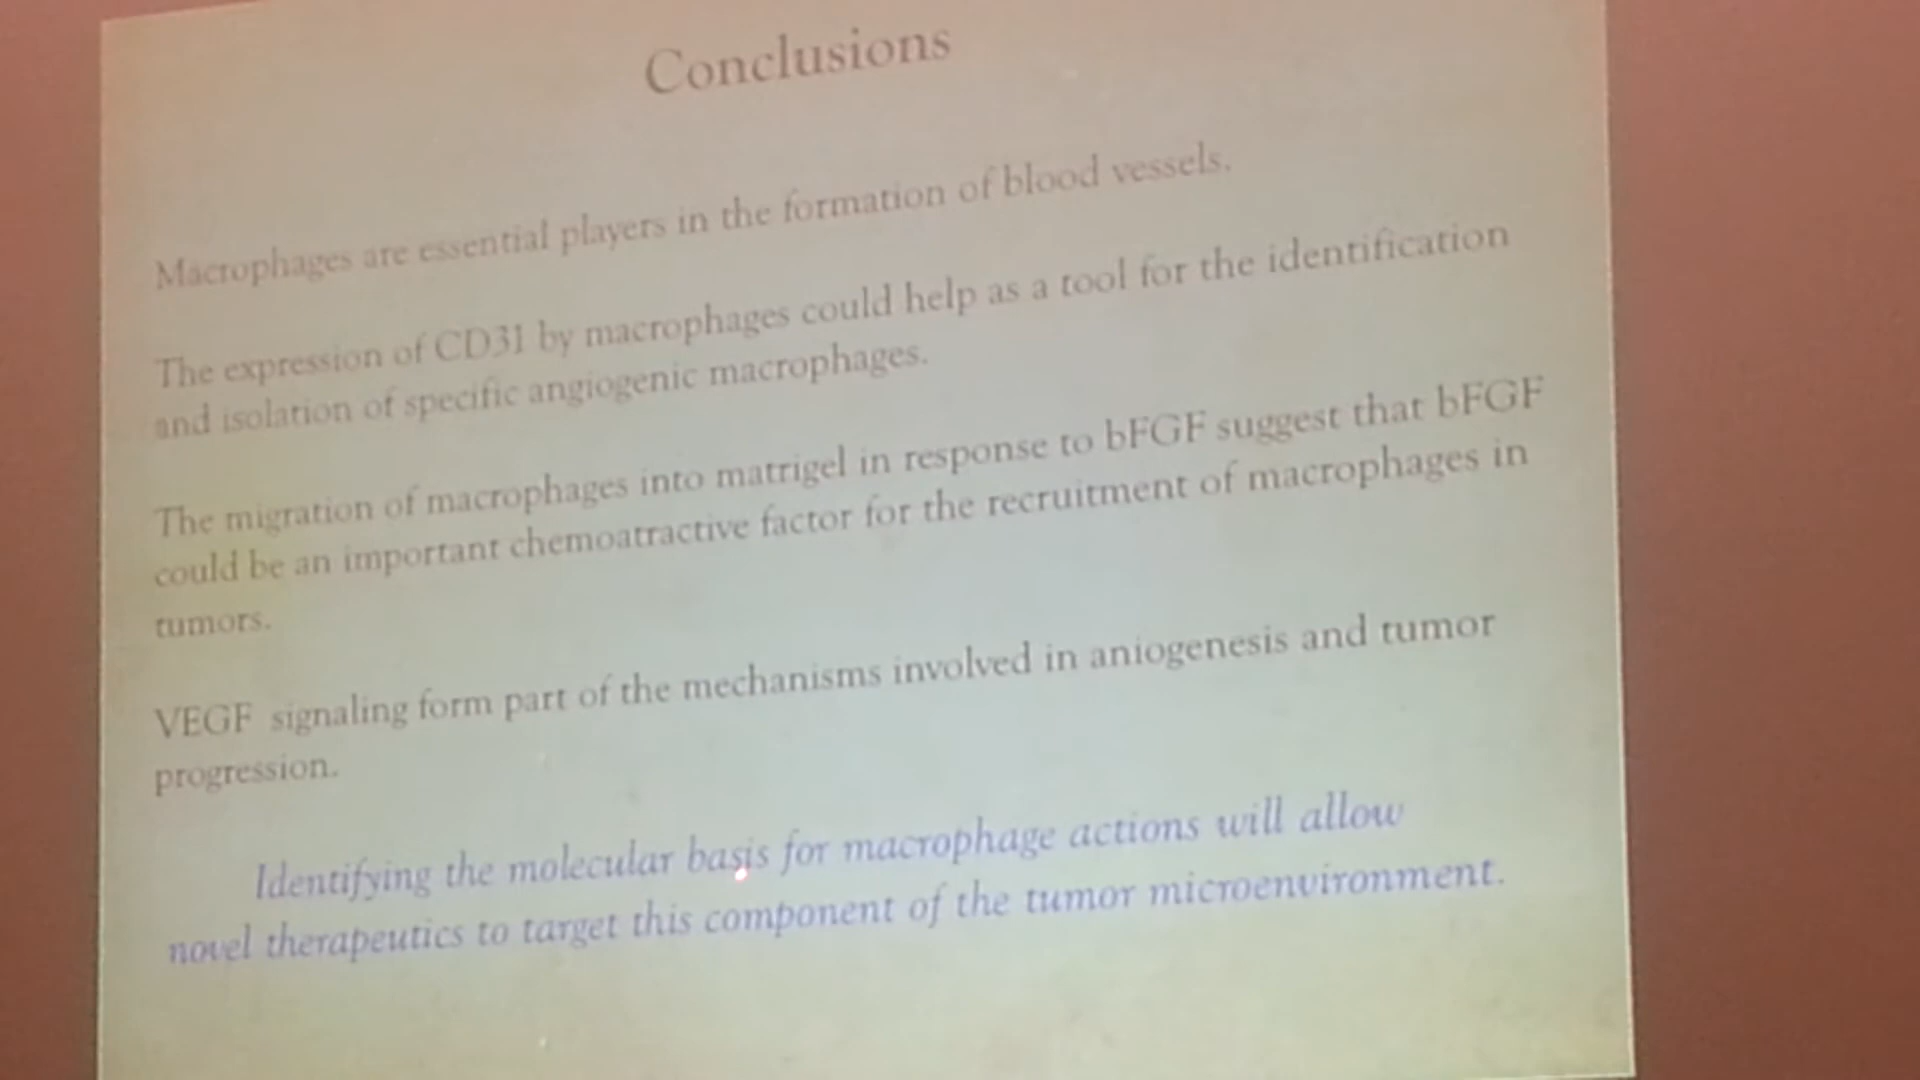 Conclusions
Macrophages are essential players in the formation of blood vessels.
The expression of CD31 by macrophages could help as a tool for the identification
and isolation of specific angiogenic macrophages.
The migration of macrophages into matrigel in response to bFGF suggest that bFGF
could be an important chemoatractive factor for the recruitment of macrophages in
tumors.
VEGF signaling form part of the mechanisms involved in aniogenesis and tumor
progression.
Identifying the molecular basis for macrophage actions will allow
novel therapeutics to target this component of the tumor microenvironment.